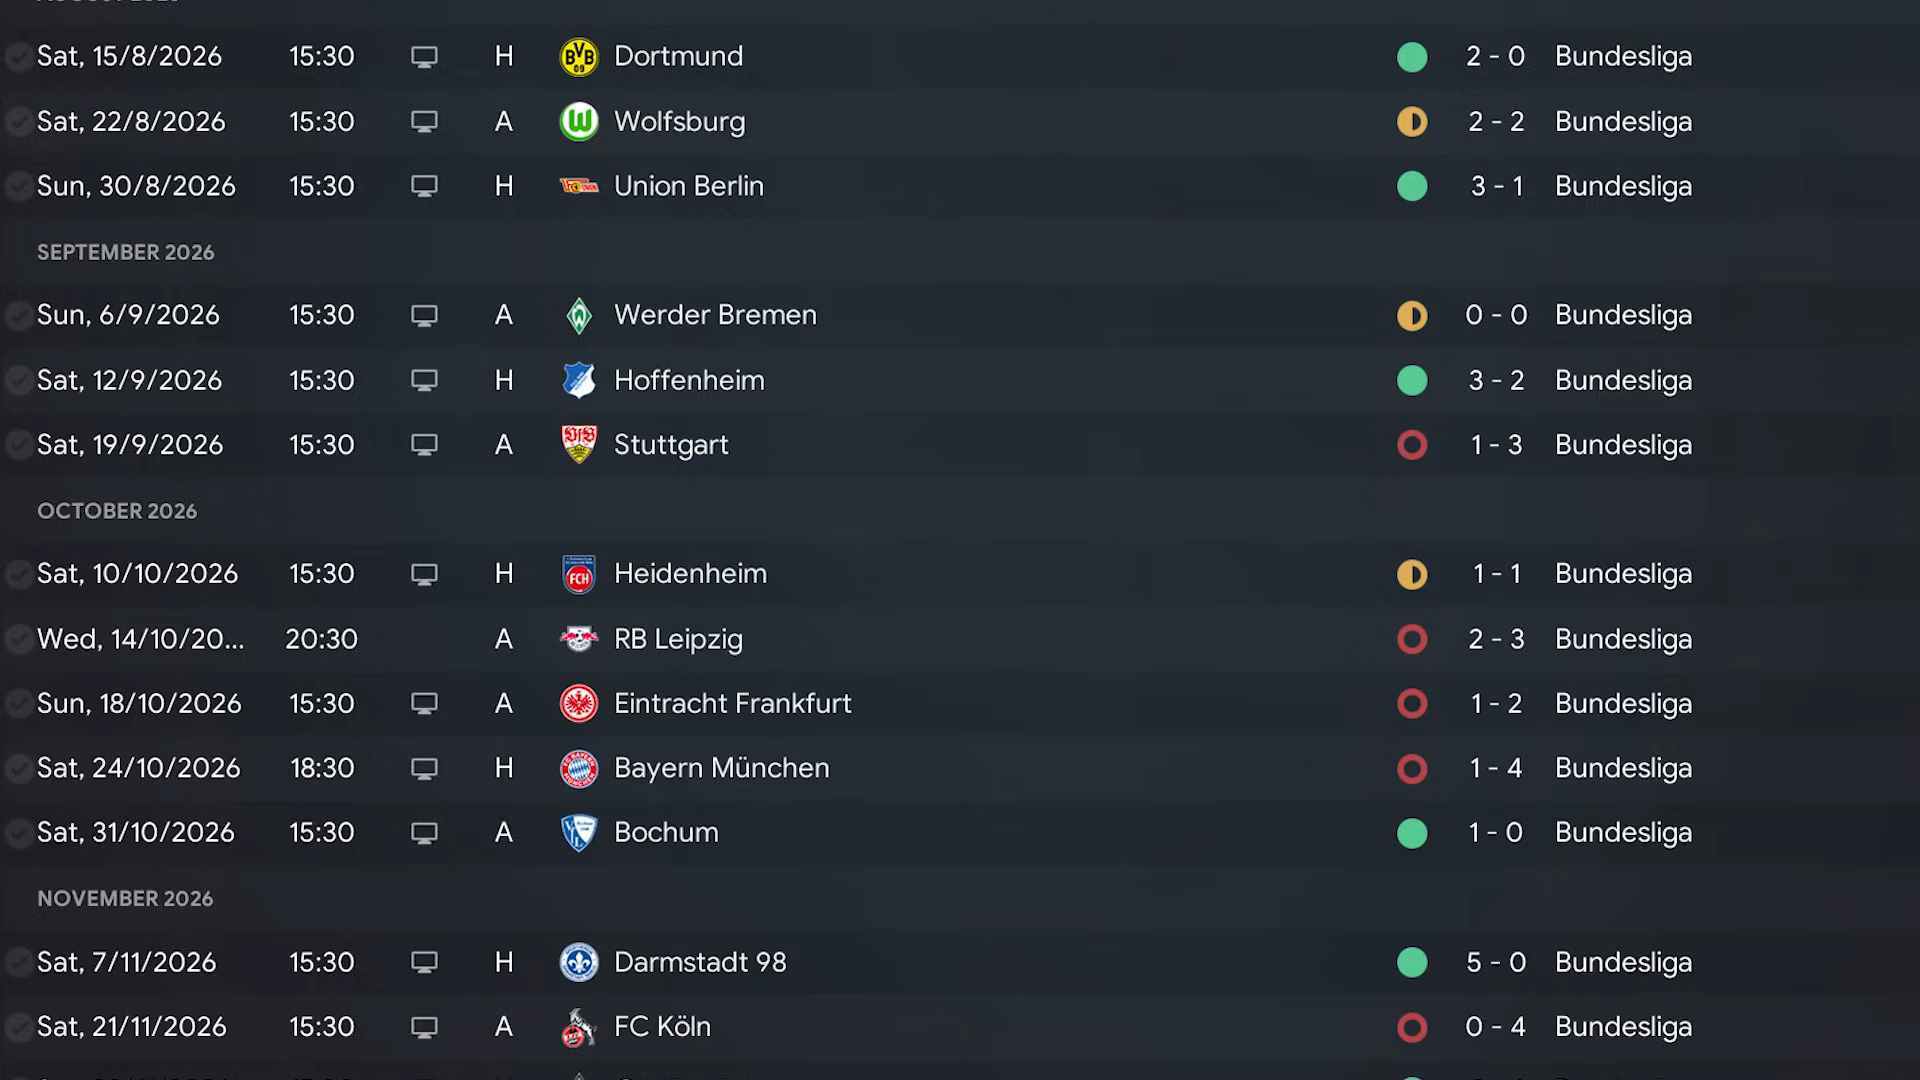 Sat, 15/8/2026 15:30 H Dortmund 2 - 0 Bundesliga
Sat, 22/8/2026 15:30 A Wolfsburg 2 - 2 Bundesliga
Sun, 30/8/2026 15:30 H Union Berlin 3 - 1 Bundesliga
SEPTEMBER 2026
Sun, 6/9/2026 15:30 A Werder Bremen 0 - 0 Bundesliga
Sat, 12/9/2026 15:30 H Hoffenheim 3 - 2 Bundesliga
Sat, 19/9/2026 15:30 A Stuttgart 1 - 3 Bundesliga
OCTOBER 2026
Sat, 10/10/2026 15:30 H Heidenheim 1 - 1 Bundesliga
Wed, 14/10/20... 20:30 A RB Leipzig 2 - 3 Bundesliga
Sun, 18/10/2026 15:30 A Eintracht Frankfurt 1 - 2 Bundesliga
Sat, 24/10/2026 18:30 H Bayern München 1 - 4 Bundesliga
Sat, 31/10/2026 15:30 A Bochum 1 - 0 Bundesliga
NOVEMBER 2026
Sat, 7/11/2026 15:30 H Darmstadt 98 5 - 0 Bundesliga
Sat, 21/11/2026 15:30 A FC Köln 0 - 4 Bundesliga